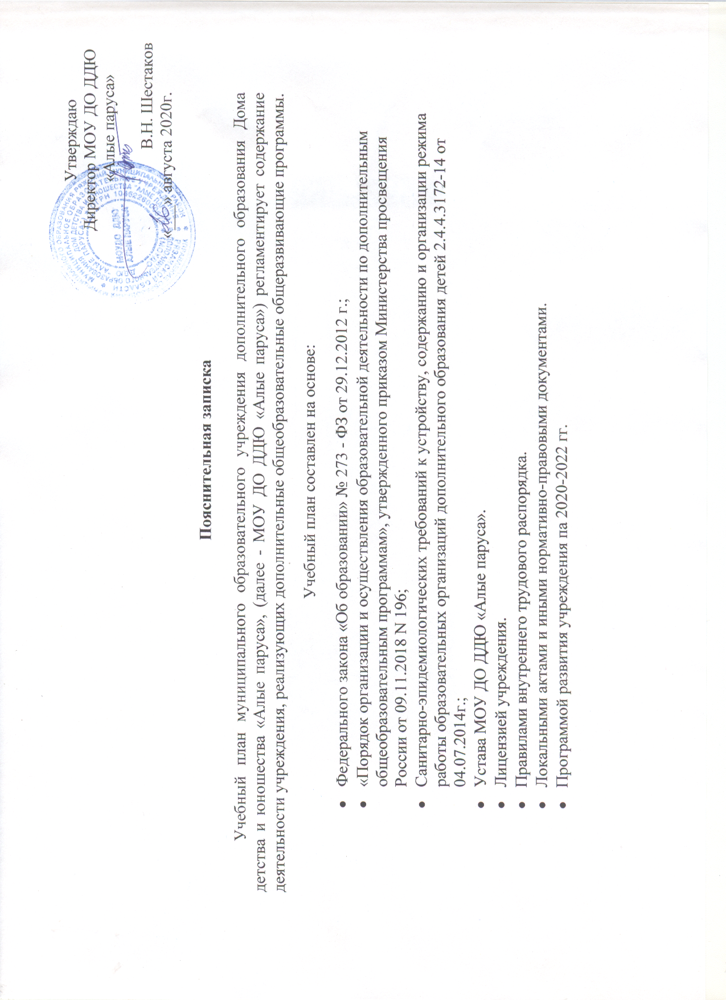 Утверждаю
Директор МОУ ДО ДДЮ
«Алые паруса»
В.Н. Шестаков
«26» августа 2020г.
Пояснительная записка
Учебный план муниципального образовательного учреждения дополнительного образования Дома
детства и юношества «Алые паруса», (далее - МОУ ДО ДДЮ «Алые паруса») регламентирует содержание
деятельности учреждения, реализующих дополнительные общеобразовательные общеразвивающие программы.
Учебный план составлен на основе:
• Федерального закона «Об образовании» № 273 - ФЗ от 29.12.2012 г.;
• «Порядок организации и осуществления образовательной деятельности по дополнительным
общеобразовательным программам», утвержденного приказом Министерства просвещения
России от 09.11.2018 N 196;
• Санитарно-эпидемиологических требований к устройству, содержанию и организации режима
работы образовательных организаций дополнительного образования детей 2.4.4.3172-14 от
04.07.2014г.;
• Устава МОУ ДО ДДЮ «Алые паруса».
• Лицензией учреждения.
• Правилами внутреннего трудового распорядка.
• Локальными актами и иными нормативно-правовыми документами.
• Программой развития учреждения па 2020-2022 гг.
МОУДО ДДЮ
АЛЫЕ ПАРУСА